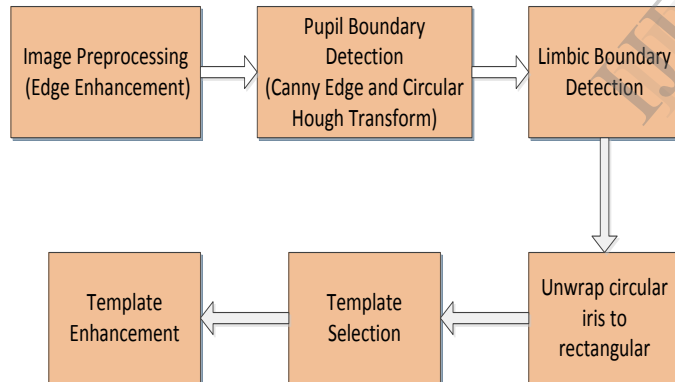 Image Preprocessing
(Edge Enhancement)
Pupil Boundary
Detection
(Canny Edge and Circular
Hough Transform)
Limbic Boundary
Detection
Unwrap circular
iris to
rectangular
Template
Selection
Template
Enhancement